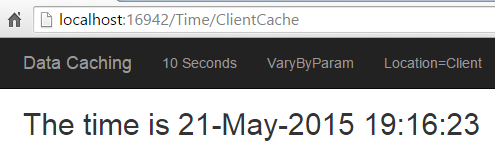 localhost:16942/Time/ClientCache
Data Caching 10 Seconds VaryByParam Location=Client
The time is 21-May-2015 19:16:23